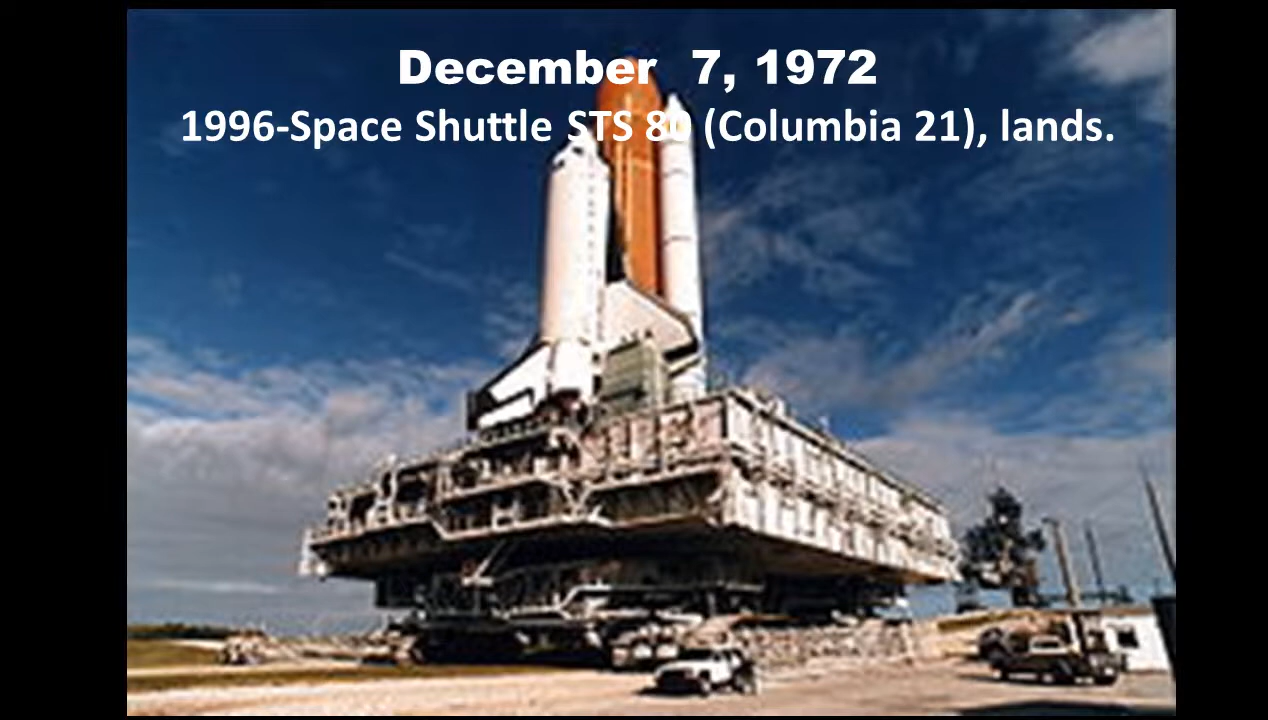 December 7, 1972
1996-Space Shuttle STS 80 (Columbia 21), lands.